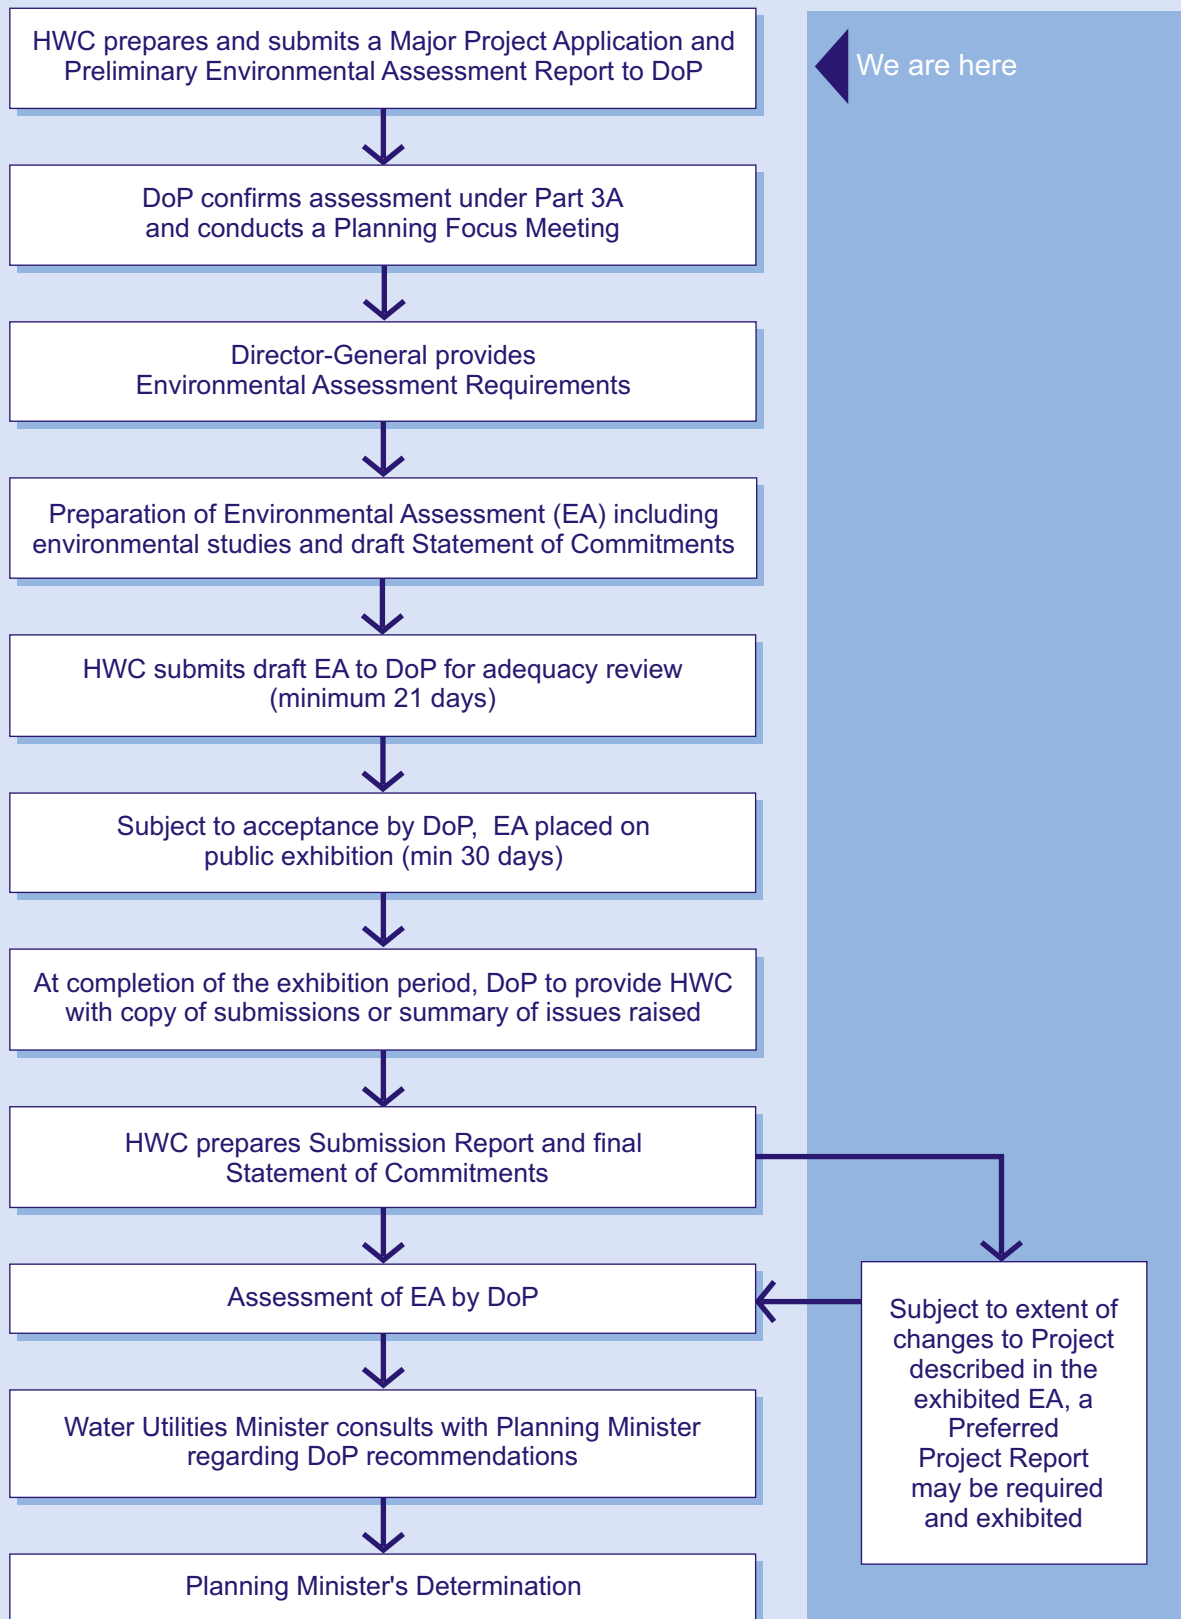 HWC prepares and submits a Major Project Application and
Preliminary Environmental Assessment Report to DoP
We are here
DoP confirms assessment under Part 3A
and conducts a Planning Focus Meeting
Director-General provides
Environmental Assessment Requirements
Preparation of Environmental Assessment (EA) including
environmental studies and draft Statement of Commitments
HWC submits draft EA to DoP for adequacy review
(minimum 21 days)
Subject to acceptance by DoP, EA placed on
public exhibition (min 30 days)
At completion of the exhibition period, DoP to provide HWC
with copy of submissions or summary of issues raised
HWC prepares Submission Report and final
Statement of Commitments
Assessment of EA by DoP
Subject to extent of
changes to Project
described in the
exhibited EA, a
Preferred
Project Report
may be required
and exhibited
Water Utilities Minister consults with Planning Minister
regarding DoP recommendations
Planning Minister's Determination